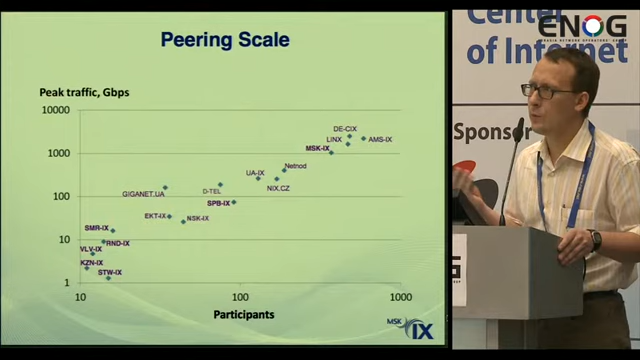 Peering Scale
Peak traffic, Gbps
10000
1000
100
10
1
DE-CIX
LINX
AMS-IX
MSK-IX
Netnod
UA-IX
NIX.CZ
D-TEL
GIGANET.UA
SPB-IX
EKT-IX
NSK-IX
SMR-IX
RND-IX
VLV-IX
KZN-IX
STW-IX
10
100
1000
Participants
MSK IX
Center
ENOG
of Internet
Sponsor